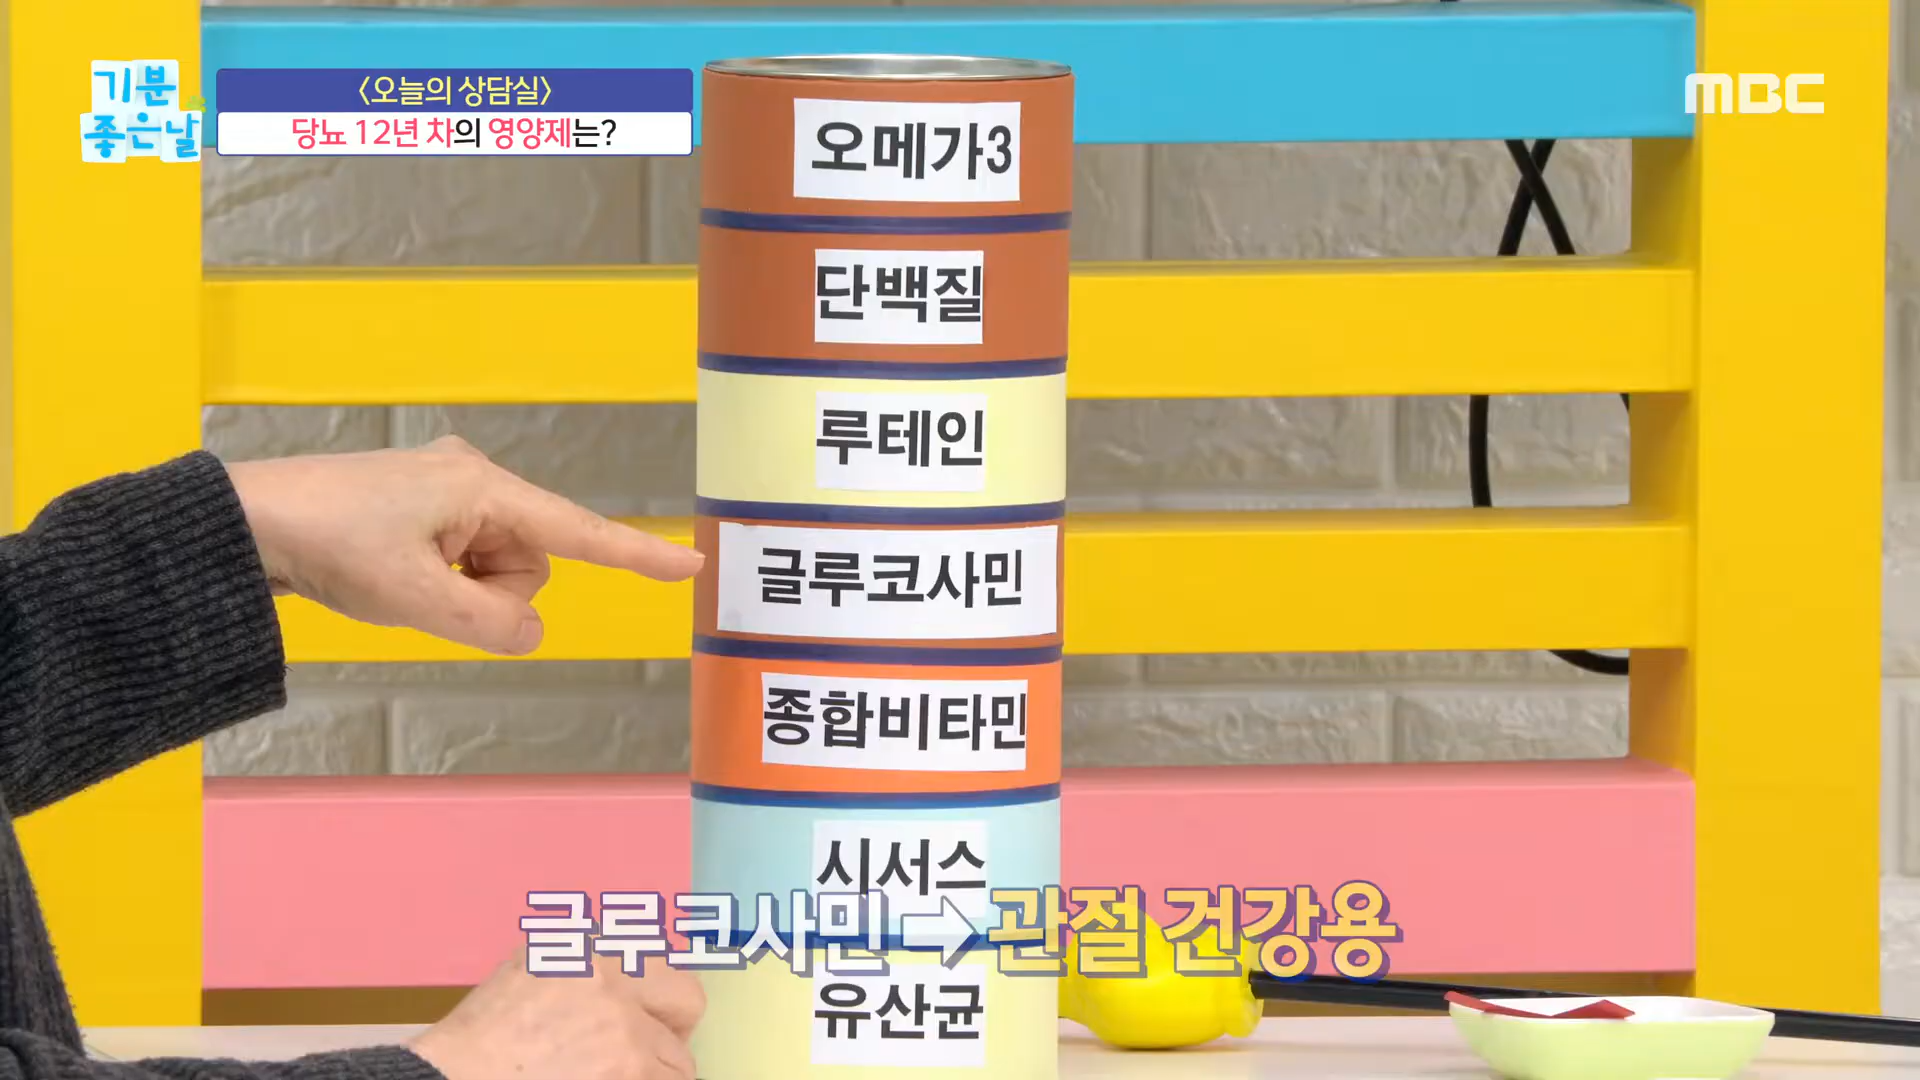 기분
좋은날
<오늘의 상담실>
당뇨 12년 차의 영양제는?
MBC
오메가3
단백질
루테인
글루코사민
종합비타민
시서스
글루코사민→관절 건강용
유산균